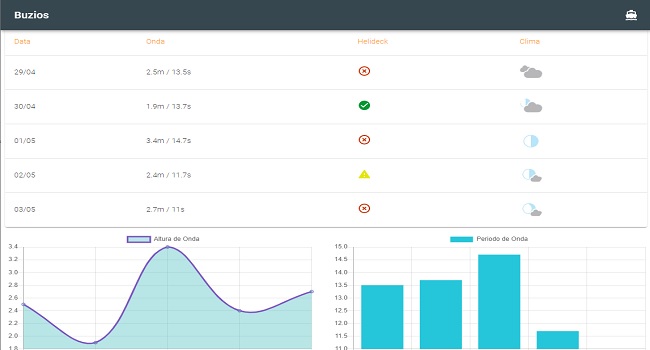 Buzios
Data Onda Helideck Clima
29/04 2.5m / 13.5s
30/04 1.9m / 13.7s
01/05 3.4m / 14.7s
02/05 2.4m / 11.7s
03/05 2.7m / 11s
Altura de Onda
3.4
3.2
3.0
2.8
2.6
2.4
2.2
2.0
1.8
Periodo de Onda
15.0
14.5
14.0
13.5
13.0
12.5
12.0
11.5
11.0